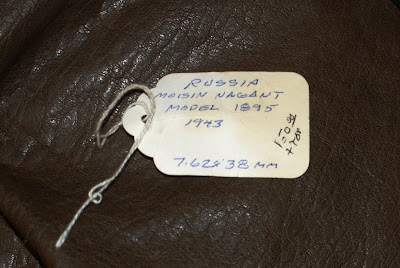 RUSSIA
MOISIN NAGANT
MODEL 1895
1943
7.62X38 MM